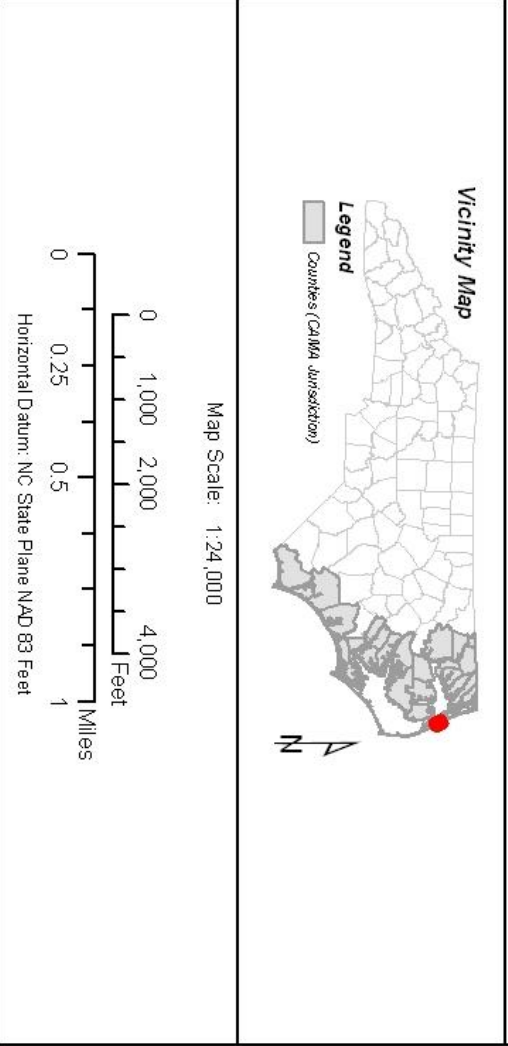 Vicinity Map
Legend
Counties (CAMA Jurisdiction)
N
Map Scale: 1:24,000
0 1,000 2,000 4,000
Feet
0 0.25 0.5 1
Miles
Horizontal Datum: NC State Plane NAD 83 Feet